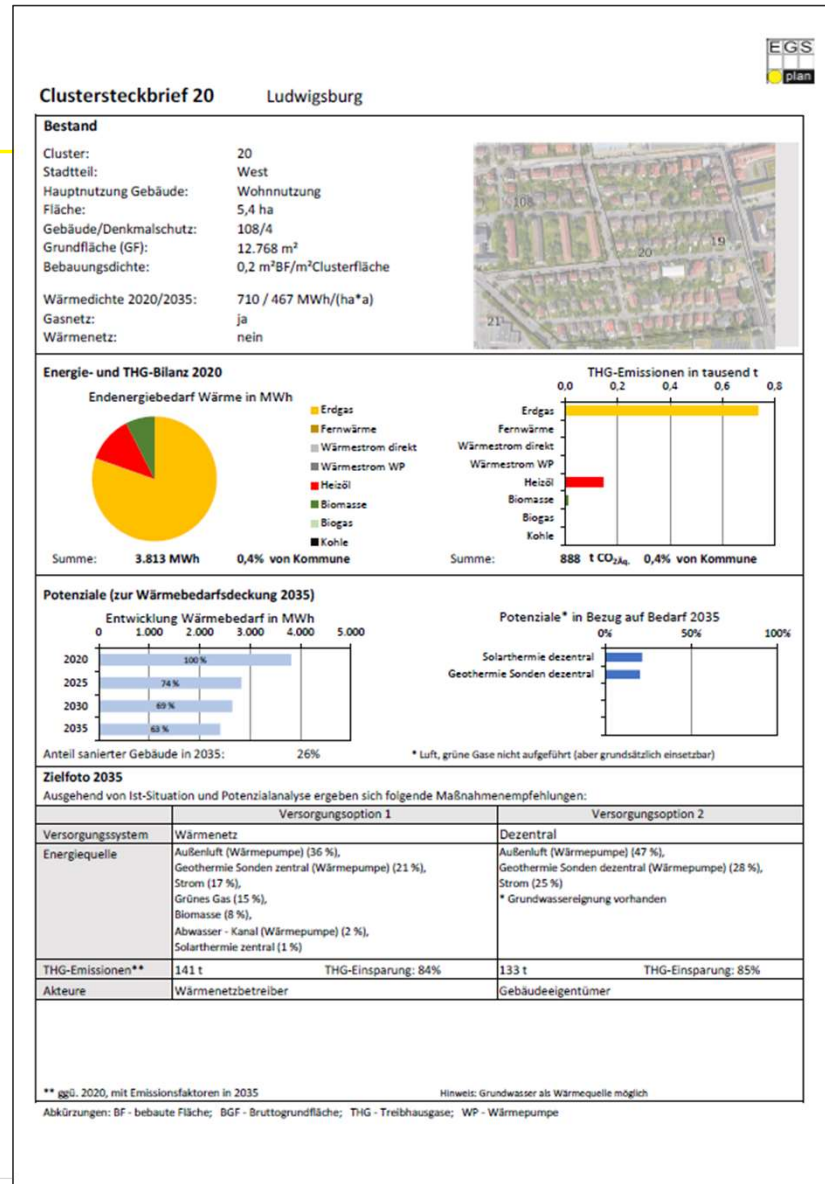 EGS
plan
Clustersteckbrief 20 Ludwigsburg
Bestand
Cluster: 20
Stadtteil: West
Hauptnutzung Gebäude: Wohnnutzung
Fläche: 5,4 ha
Gebäude/Denkmalschutz: 108/4
Grundfläche (GF): 12.768 m²
Bebauungsdichte: 0,2 m²BF/m²Clusterfläche
Wärmedichte 2020/2035: 710 / 467 MWh/(ha*a)
Gasnetz: ja
Wärmenetz: nein
108
19
20
21
Energie- und THG-Bilanz 2020
Endenergiebedarf Wärme in MWh
Erdgas
Fernwärme
Wärmestrom direkt
Wärmestrom WP
Heizöl
Biomasse
Biogas
Kohle
Summe: 3.813 MWh 0,4% von Kommune
THG-Emissionen in tausend t
0,0 0,2 0,4 0,6 0,8
Erdgas
Fernwärme
Wärmestrom direkt
Wärmestrom WP
Heizöl
Biomasse
Biogas
Kohle
Summe: 888 t CO₂Äq. 0,4% von Kommune
Potenziale (zur Wärmebedarfsdeckung 2035)
Entwicklung Wärmebedarf in MWh
0 1.000 2.000 3.000 4.000 5.000
2020 100 %
2025 74 %
2030 69 %
2035 63 %
Anteil sanierter Gebäude in 2035: 26%
Potenziale* in Bezug auf Bedarf 2035
0% 50% 100%
Solarthermie dezentral
Geothermie Sonden dezentral
* Luft, grüne Gase nicht aufgeführt (aber grundsätzlich einsetzbar)
Zielfoto 2035
Ausgehend von Ist-Situation und Potenzialanalyse ergeben sich folgende Maßnahmenempfehlungen:
Versorgungsoption 1 Versorgungsoption 2
Versorgungssystem Wärmenetz Dezentral
Energiequelle Außenluft (Wärmepumpe) (36 %), Außenluft (Wärmepumpe) (47 %),
Geothermie Sonden zentral (Wärmepumpe) (21 %), Geothermie Sonden dezentral (Wärmepumpe) (28 %),
Strom (17 %), Strom (25 %)
Grünes Gas (15 %), * Grundwassereignung vorhanden
Biomasse (8 %),
Abwasser - Kanal (Wärmepumpe) (2 %),
Solarthermie zentral (1 %)
THG-Emissionen** 141 t THG-Einsparung: 84% 133 t THG-Einsparung: 85%
Akteure Wärmenetzbetreiber Gebäudeeigentümer
** ggü. 2020, mit Emissionsfaktoren in 2035 Hinweis: Grundwasser als Wärmequelle möglich
Abkürzungen: BF - bebaute Fläche; BGF - Bruttogrundfläche; THG - Treibhausgase; WP - Wärmepumpe